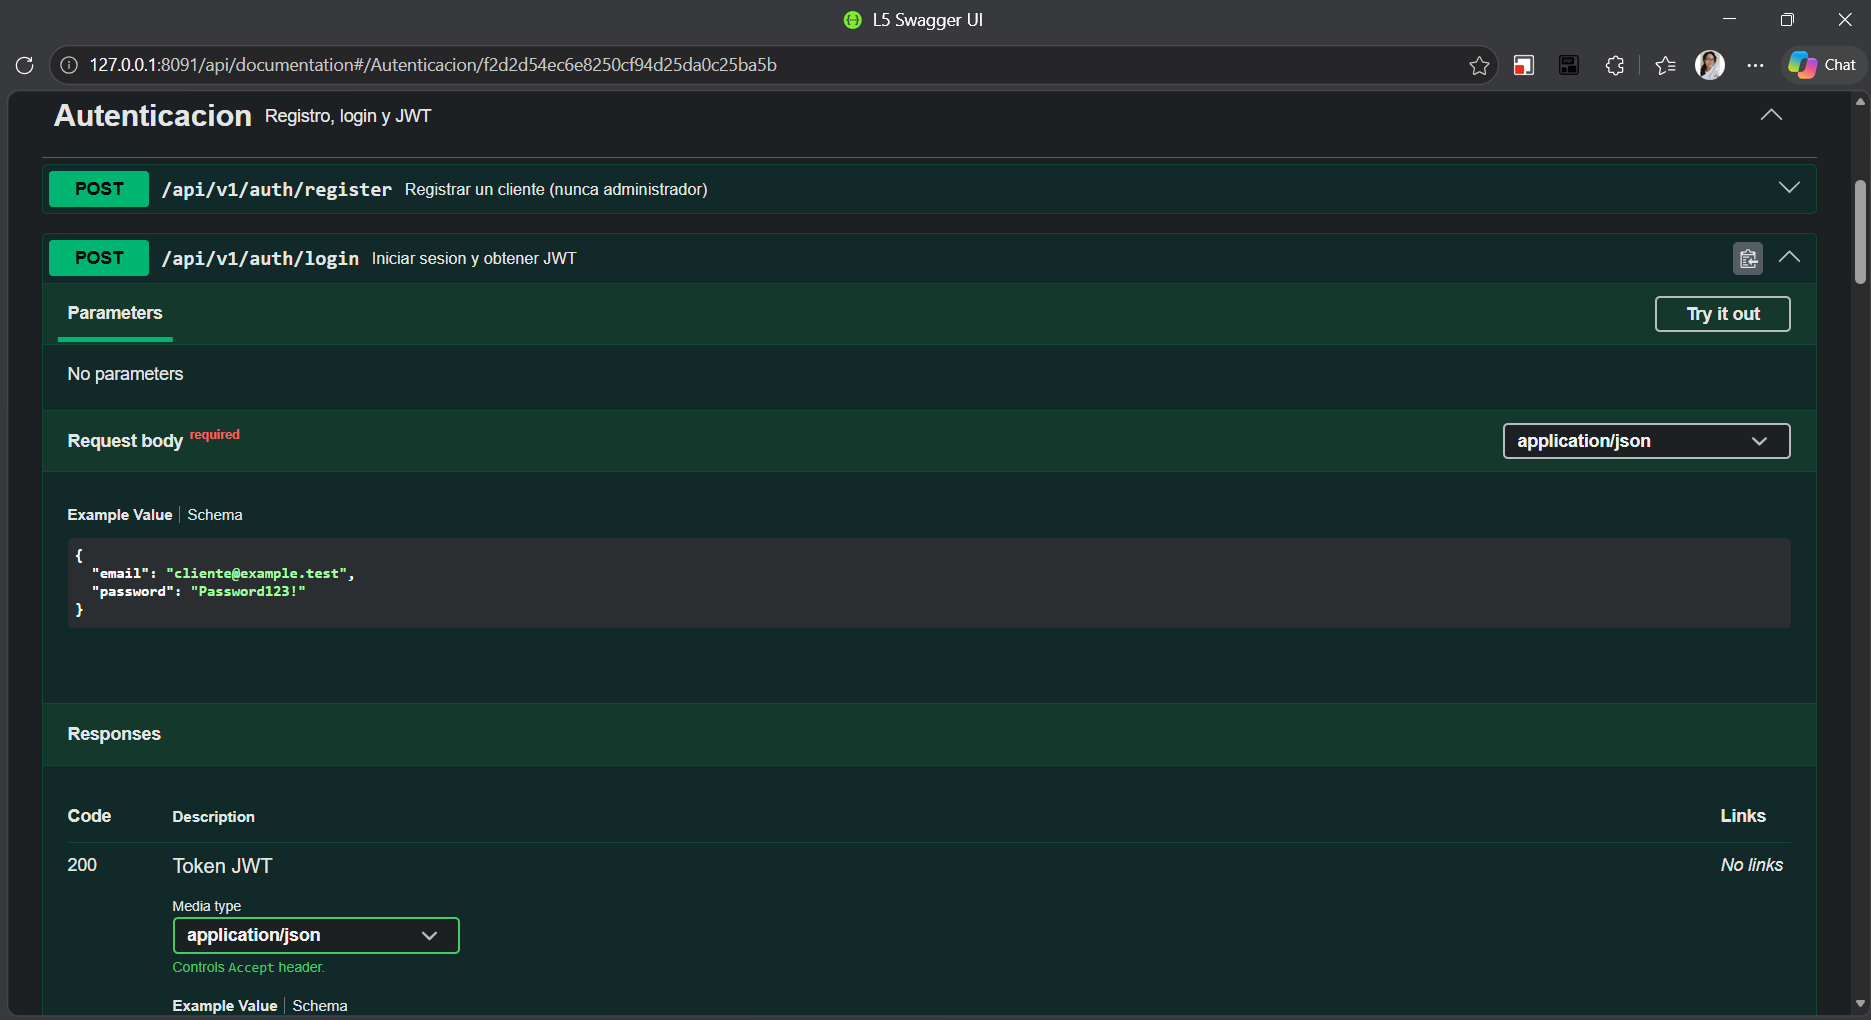 L5 Swagger UI
127.0.0.1:8091/api/documentation#/Autenticacion/f2d2d54ec6e8250cf94d25da0c25ba5b
Chat
Autenticacion Registro, login y JWT
POST /api/v1/auth/register Registrar un cliente (nunca administrador)
POST /api/v1/auth/login Iniciar sesion y obtener JWT
Parameters
Try it out
No parameters
Request body required
application/json
Example Value Schema
{
"email": "cliente@example.test",
"password": "Password123!"
}
Responses
Code Description Links
200 Token JWT No links
Media type
application/json
Controls Accept header.
Example Value Schema